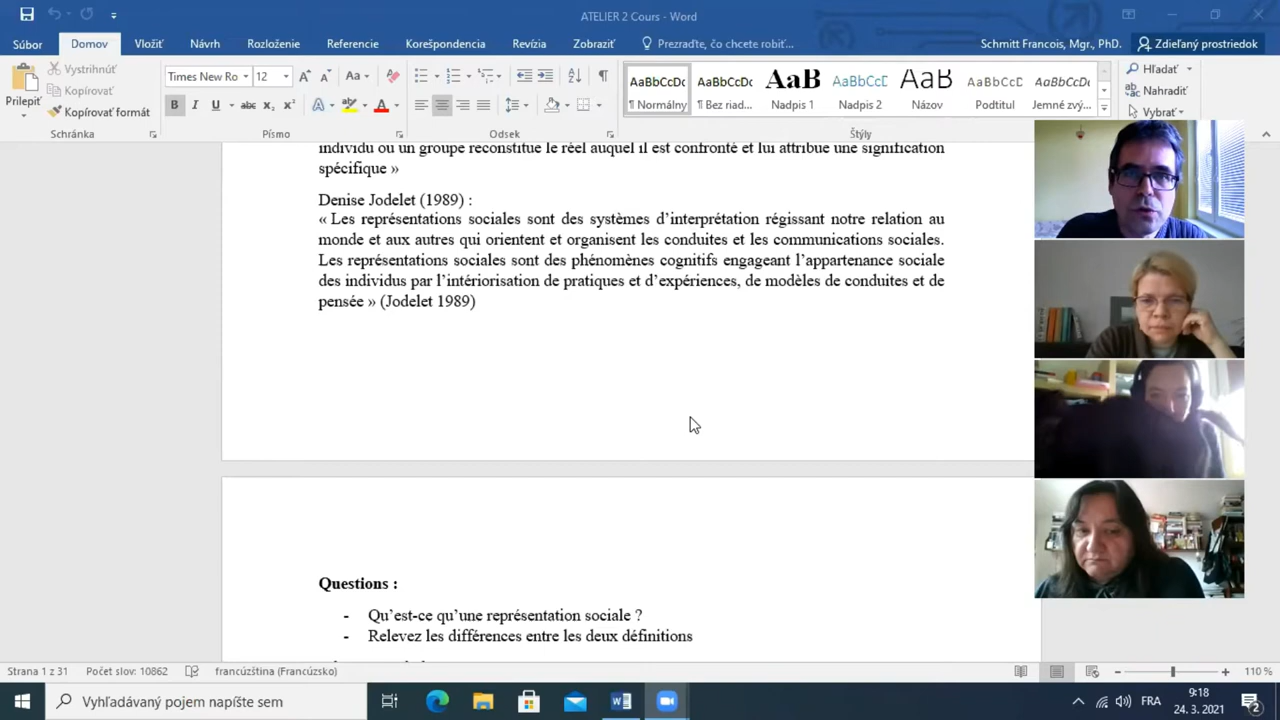 ATELIER 2 Cours - Word
Súbor Domov Vložiť Návrh Rozloženie Referencie Korešpondencia Revízia Zobraziť Prezraďte, čo chcete robiť... Schmitt Francois, Mgr., PhD. Zdieľaný prostriedok
Prilepiť
Vystrihnúť
Kopírovať
Kopírovať formát
Schránka
Times New Ro 12
Písmo
Odsek
AaBbCcDc AaBbCcDc AaB AaBbCcD AaB AaBbCcD AaBbCcDc
¶ Normálny ¶ Bez riad... Nadpis 1 Nadpis 2 Názov Podtitul Jemné zvý...
Štýly
Hľadať
Nahradiť
Vybrať
individu ou un groupe reconstitue le réel auquel il est confronté et lui attribue une signification
spécifique »
Denise Jodelet (1989) :
« Les représentations sociales sont des systèmes d’interprétation régissant notre relation au
monde et aux autres qui orientent et organisent les conduites et les communications sociales.
Les représentations sociales sont des phénomènes cognitifs engageant l’appartenance sociale
des individus par l’intériorisation de pratiques et d’expériences, de modèles de conduites et de
pensée » (Jodelet 1989)
Questions :
- Qu’est-ce qu’une représentation sociale ?
- Relevez les différences entre les deux définitions
Strana 1 z 31 Počet slov: 10862 francúzština (Francúzsko) 110 %
Vyhľadávaný pojem napíšte sem
FRA
9:18
24. 3. 2021
2